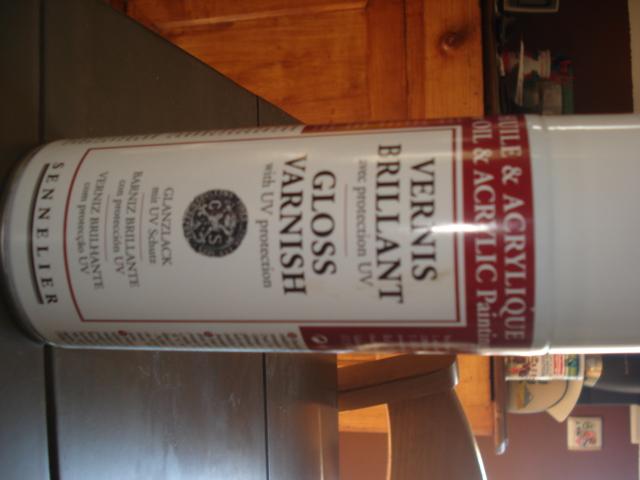 HUILE & ACRYLIQUE
OIL & ACRYLIC Painting
VERNIS
BRILLANT
avec protection UV
GLOSS
VARNISH
with UV protection
GLANZLACK
mit UV Schutz
BARNIZ BRILLANTE
con protección UV
VERNIZ BRILHANTE
com protecção UV
SENNELIER